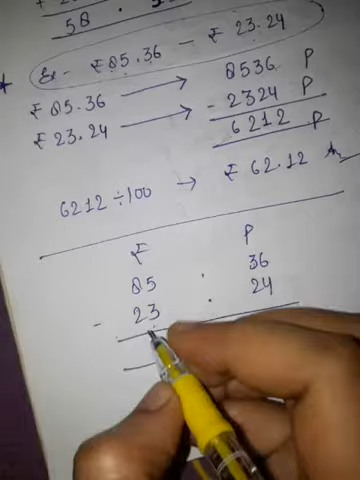 58 .
Ex- ₹85.36 - ₹23.24
₹85.36 → 8536 P
₹23.24 → - 2324 P
6212 P
6212 ÷ 100 → ₹62.12 Ans
₹ P
85 . 36
- 23 . 24